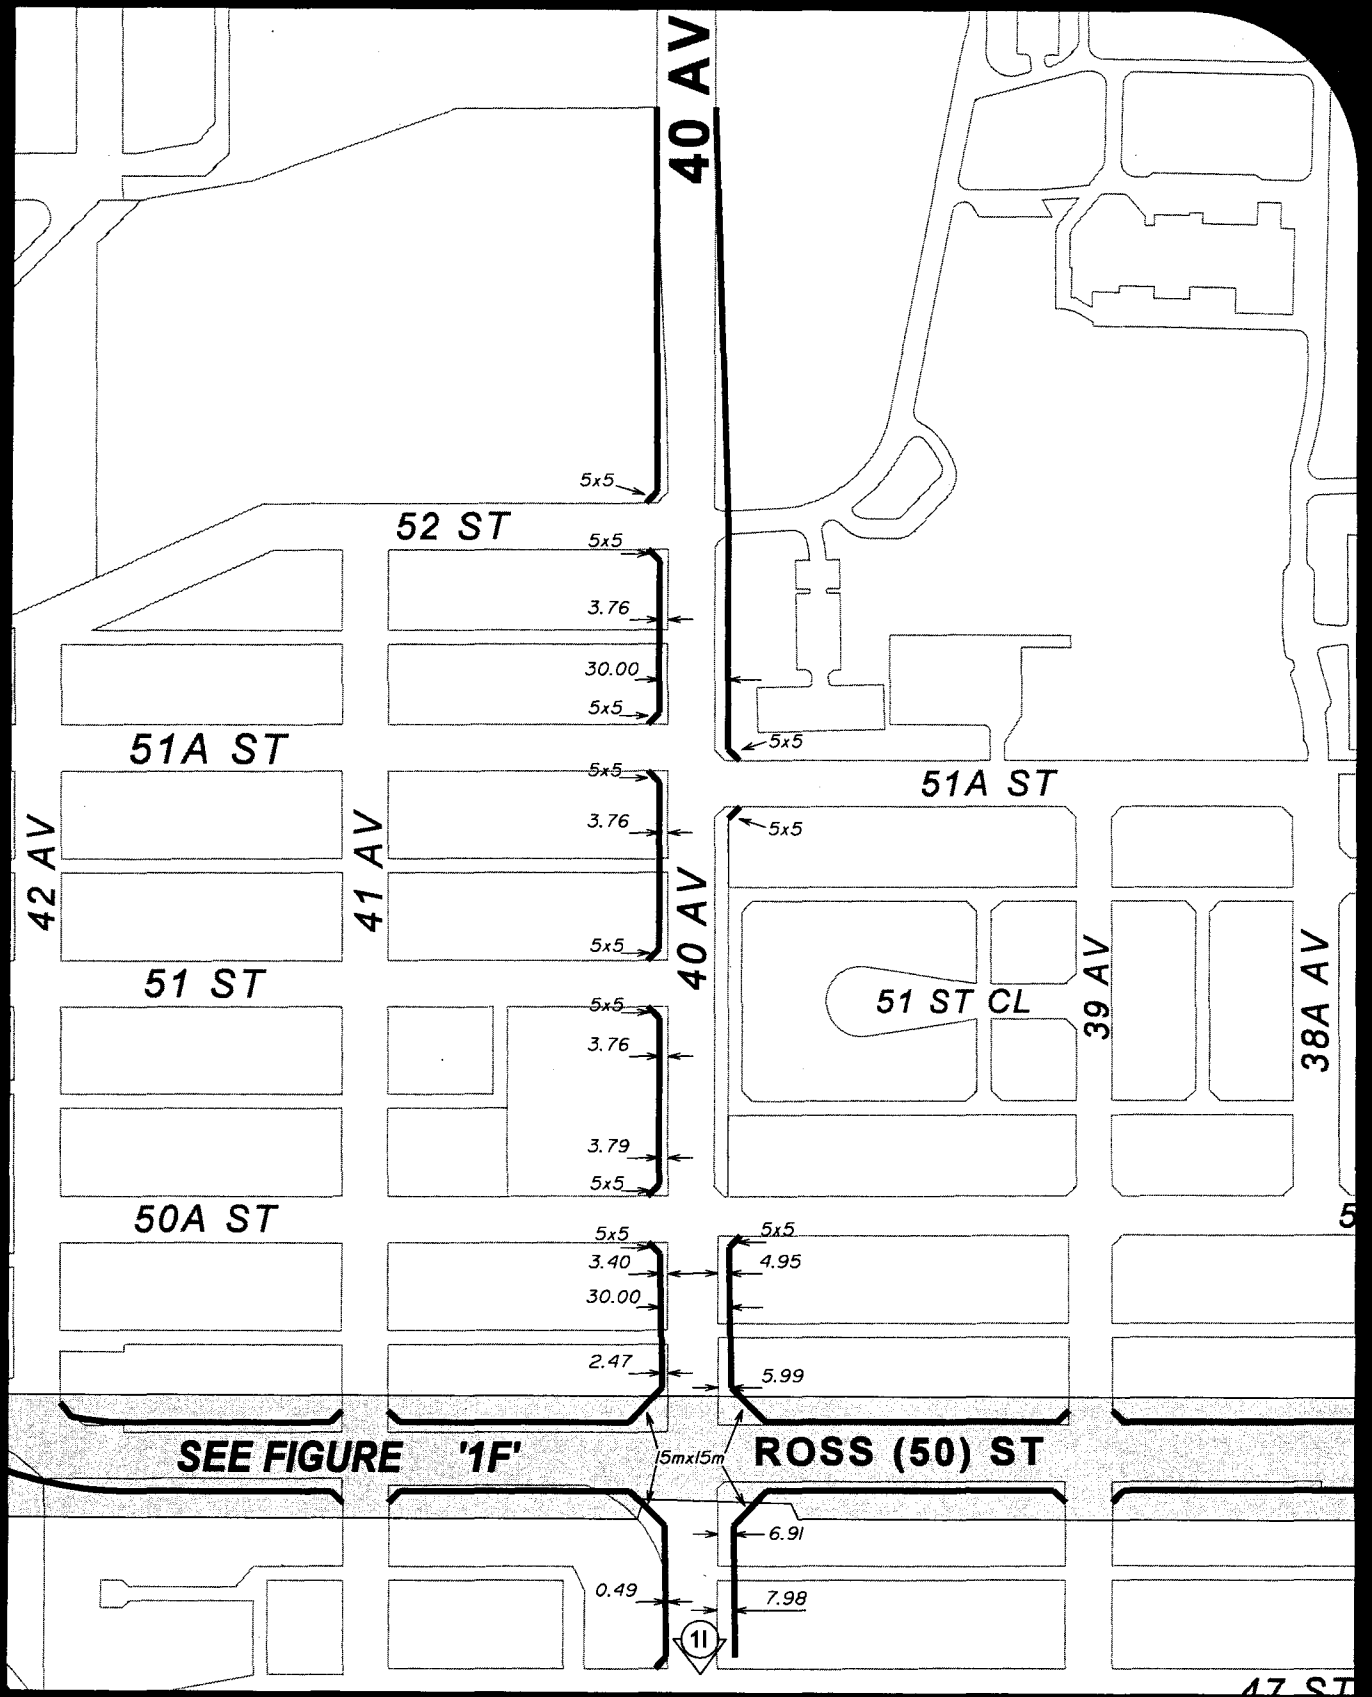 40 AV
5x5
52 ST
5x5
3.76
30.00
5x5
51A ST
5x5
5x5
51A ST
3.76
5x5
42 AV
41 AV
40 AV
5x5
51 ST
5x5
51 ST CL
39 AV
38A AV
3.76
3.79
5x5
50A ST
5
5x5
5x5
3.40
4.95
30.00
2.47
5.99
SEE FIGURE '1F'
15mx15m
ROSS (50) ST
6.91
0.49
7.98
1I
47 ST